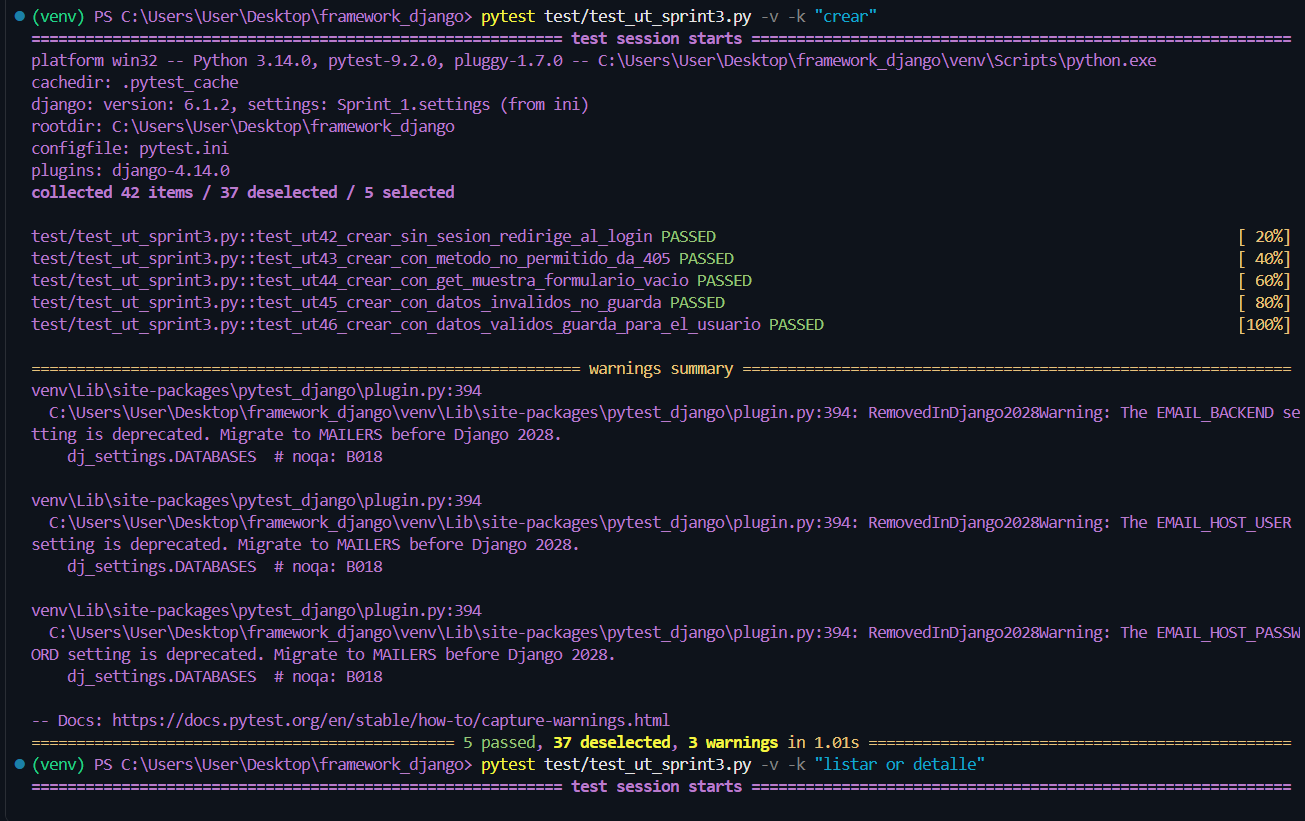 (venv) PS C:\Users\User\Desktop\framework_django> pytest test/test_ut_sprint3.py -v -k "crear"
=========================================================== test session starts ============================================================
platform win32 -- Python 3.14.0, pytest-9.2.0, pluggy-1.7.0 -- C:\Users\User\Desktop\framework_django\venv\Scripts\python.exe
cachedir: .pytest_cache
django: version: 6.1.2, settings: Sprint_1.settings (from ini)
rootdir: C:\Users\User\Desktop\framework_django
configfile: pytest.ini
plugins: django-4.14.0
collected 42 items / 37 deselected / 5 selected
test/test_ut_sprint3.py::test_ut42_crear_sin_sesion_redirige_al_login PASSED [ 20%]
test/test_ut_sprint3.py::test_ut43_crear_con_metodo_no_permitido_da_405 PASSED [ 40%]
test/test_ut_sprint3.py::test_ut44_crear_con_get_muestra_formulario_vacio PASSED [ 60%]
test/test_ut_sprint3.py::test_ut45_crear_con_datos_invalidos_no_guarda PASSED [ 80%]
test/test_ut_sprint3.py::test_ut46_crear_con_datos_validos_guarda_para_el_usuario PASSED [100%]
============================================================= warnings summary =============================================================
venv\Lib\site-packages\pytest_django\plugin.py:394
C:\Users\User\Desktop\framework_django\venv\Lib\site-packages\pytest_django\plugin.py:394: RemovedInDjango2028Warning: The EMAIL_BACKEND se
tting is deprecated. Migrate to MAILERS before Django 2028.
dj_settings.DATABASES  # noqa: B018
venv\Lib\site-packages\pytest_django\plugin.py:394
C:\Users\User\Desktop\framework_django\venv\Lib\site-packages\pytest_django\plugin.py:394: RemovedInDjango2028Warning: The EMAIL_HOST_USER
setting is deprecated. Migrate to MAILERS before Django 2028.
dj_settings.DATABASES  # noqa: B018
venv\Lib\site-packages\pytest_django\plugin.py:394
C:\Users\User\Desktop\framework_django\venv\Lib\site-packages\pytest_django\plugin.py:394: RemovedInDjango2028Warning: The EMAIL_HOST_PASSW
ORD setting is deprecated. Migrate to MAILERS before Django 2028.
dj_settings.DATABASES  # noqa: B018
-- Docs: https://docs.pytest.org/en/stable/how-to/capture-warnings.html
=============================================== 5 passed, 37 deselected, 3 warnings in 1.01s ===============================================
(venv) PS C:\Users\User\Desktop\framework_django> pytest test/test_ut_sprint3.py -v -k "listar or detalle"
=========================================================== test session starts ============================================================